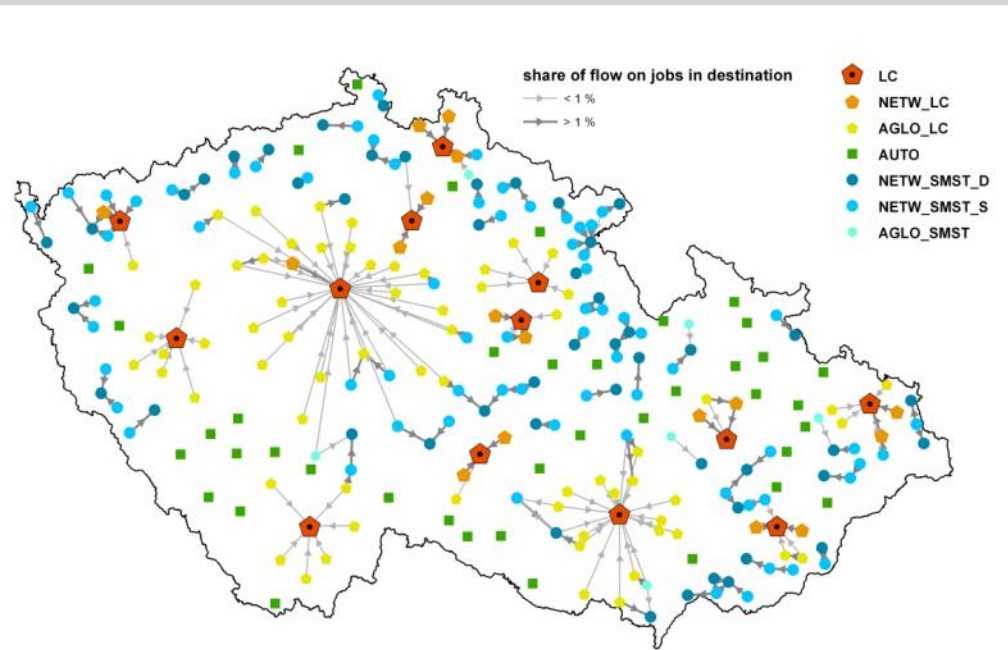 share of flow on jobs in destination
< 1 %
> 1 %
LC
NETW_LC
AGLO_LC
AUTO
NETW_SMST_D
NETW_SMST_S
AGLO_SMST